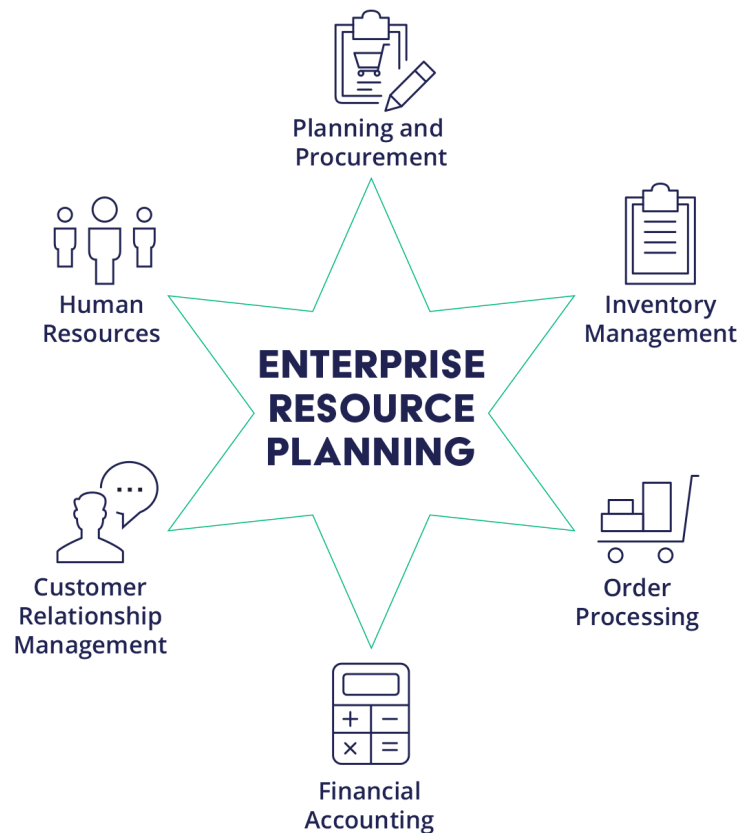 Planning and
Procurement
Human
Resources
Inventory
Management
ENTERPRISE
RESOURCE
PLANNING
Customer
Relationship
Management
Order
Processing
+ −
× =
Financial
Accounting